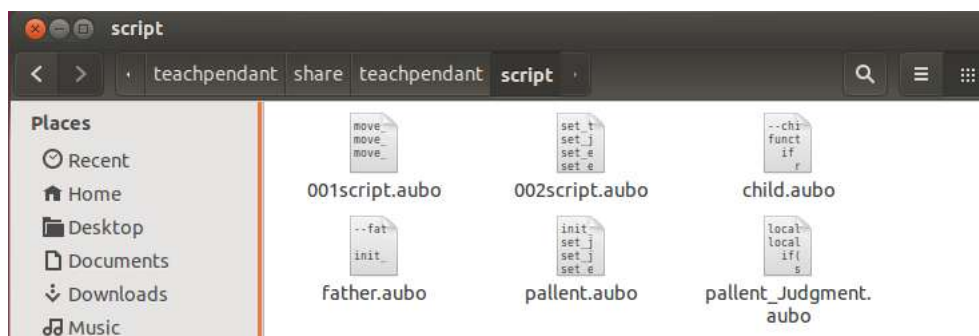 script
teachpendant share teachpendant script
Places
Recent
Home
Desktop
Documents
Downloads
Music
move_
move_
move_
001script.aubo
set_t
set_j
set_e
set_e
002script.aubo
--chi
funct
if
r
child.aubo
--fat
init_
father.aubo
init_
set_j
set_j
set_e
pallent.aubo
local
local
if(
s
pallent_Judgment.
aubo